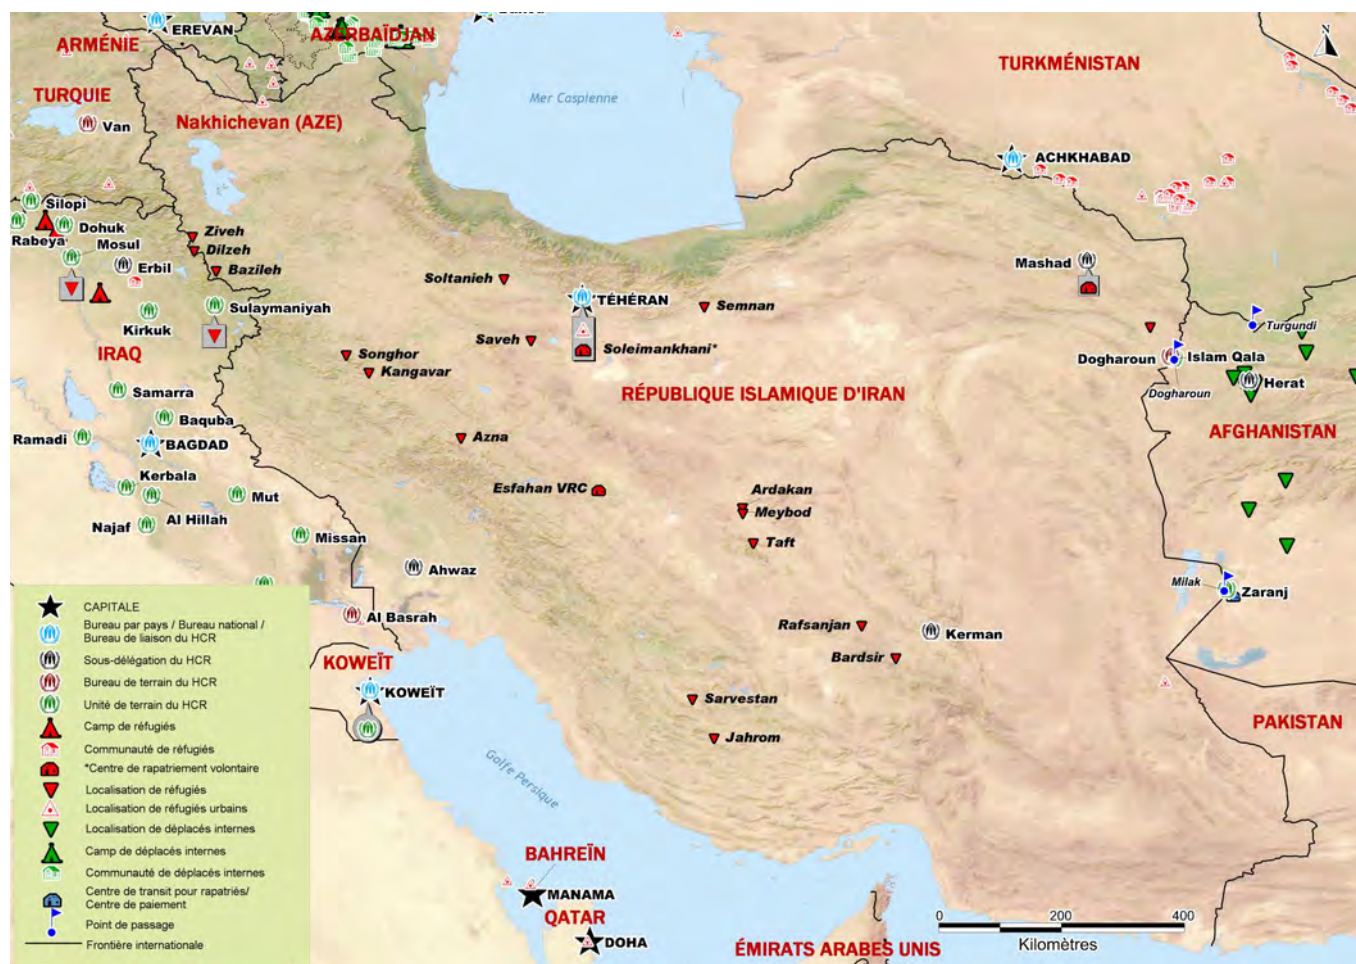 EREVAN
ARMÉNIE
AZERBAÏDJAN
TURKMÉNISTAN
N
TURQUIE
Mer Caspienne
Van
Nakhichevan (AZE)
ACHKHABAD
Silopi
Dohuk
Rabeya
Mosul
Ziveh
Dilzeh
Erbil
Bazileh
Mashad
Soltanieh
TÉHÉRAN
Semnan
Sulaymaniyah
Kirkuk
Turgundi
IRAQ
Songhor
Saveh
Soleimankhani*
Dogharoun
Islam Qala
Kangavar
Dogharoun
Herat
Samarra
RÉPUBLIQUE ISLAMIQUE D'IRAN
Baquba
Ramadi
BAGDAD
Azna
AFGHANISTAN
Kerbala
Esfahan VRC
Ardakan
Mut
Meybod
Najaf
Al Hillah
Missan
Taft
Ahwaz
Milak
Zaranj
Al Basrah
Rafsanjan
Kerman
KOWEÏT
Bardsir
KOWEÏT
Sarvestan
PAKISTAN
Jahrom
Golfe Persique
BAHREÏN
MANAMA
QATAR
DOHA
ÉMIRATS ARABES UNIS
0 200 400
Kilomètres
CAPITALE
Bureau par pays / Bureau national /
Bureau de liaison du HCR
Sous-délégation du HCR
Bureau de terrain du HCR
Unité de terrain du HCR
Camp de réfugiés
Communauté de réfugiés
*Centre de rapatriement volontaire
Localisation de réfugiés
Localisation de réfugiés urbains
Localisation de déplacés internes
Camp de déplacés internes
Communauté de déplacés internes
Centre de transit pour rapatriés/
Centre de paiement
Point de passage
Frontière internationale